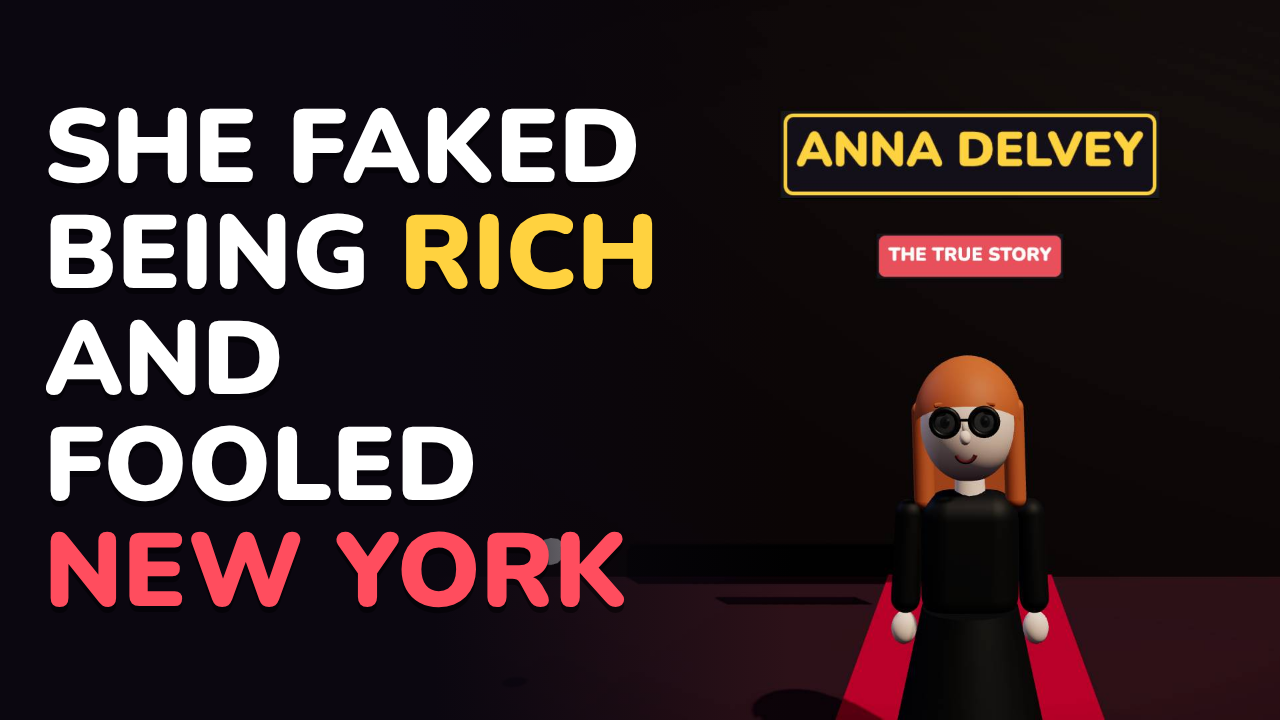 SHE FAKED
BEING RICH
AND
FOOLED
NEW YORK
ANNA DELVEY
THE TRUE STORY